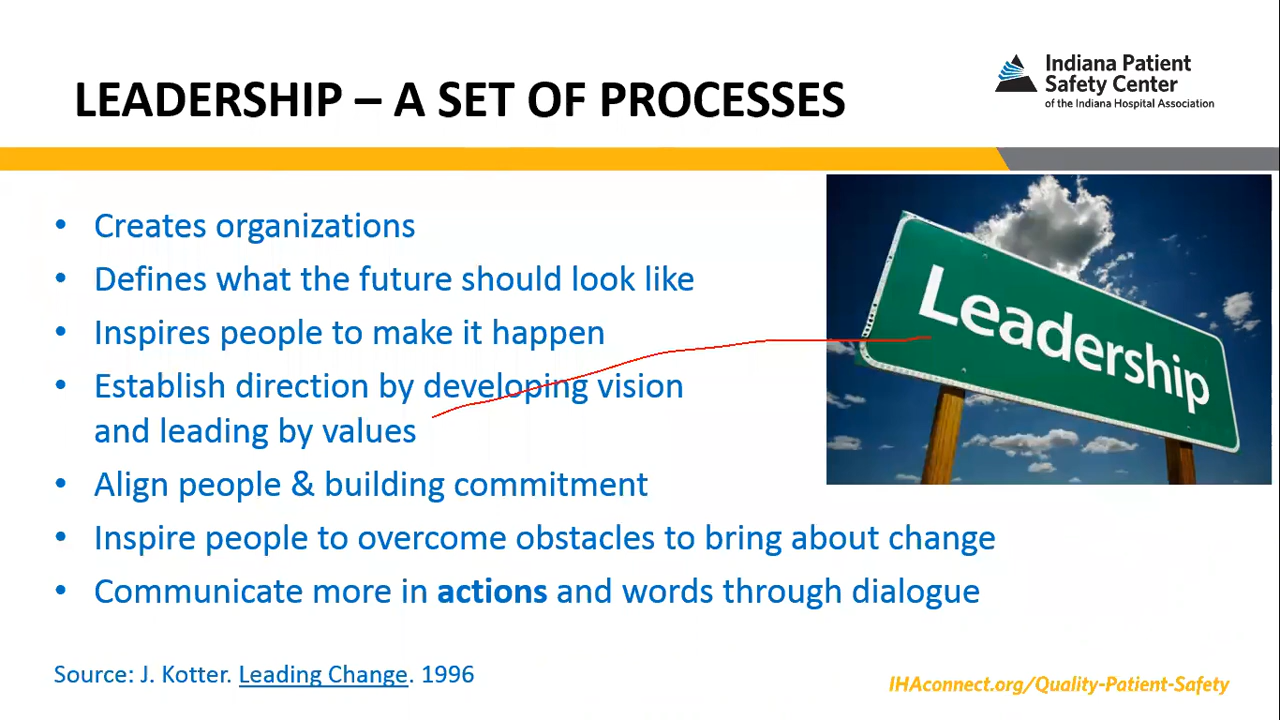 LEADERSHIP – A SET OF PROCESSES
Indiana Patient
Safety Center
of the Indiana Hospital Association
• Creates organizations
• Defines what the future should look like
• Inspires people to make it happen
• Establish direction by developing vision
and leading by values
• Align people & building commitment
• Inspire people to overcome obstacles to bring about change
• Communicate more in actions and words through dialogue
Leadership
Source: J. Kotter. Leading Change. 1996
IHAconnect.org/Quality-Patient-Safety